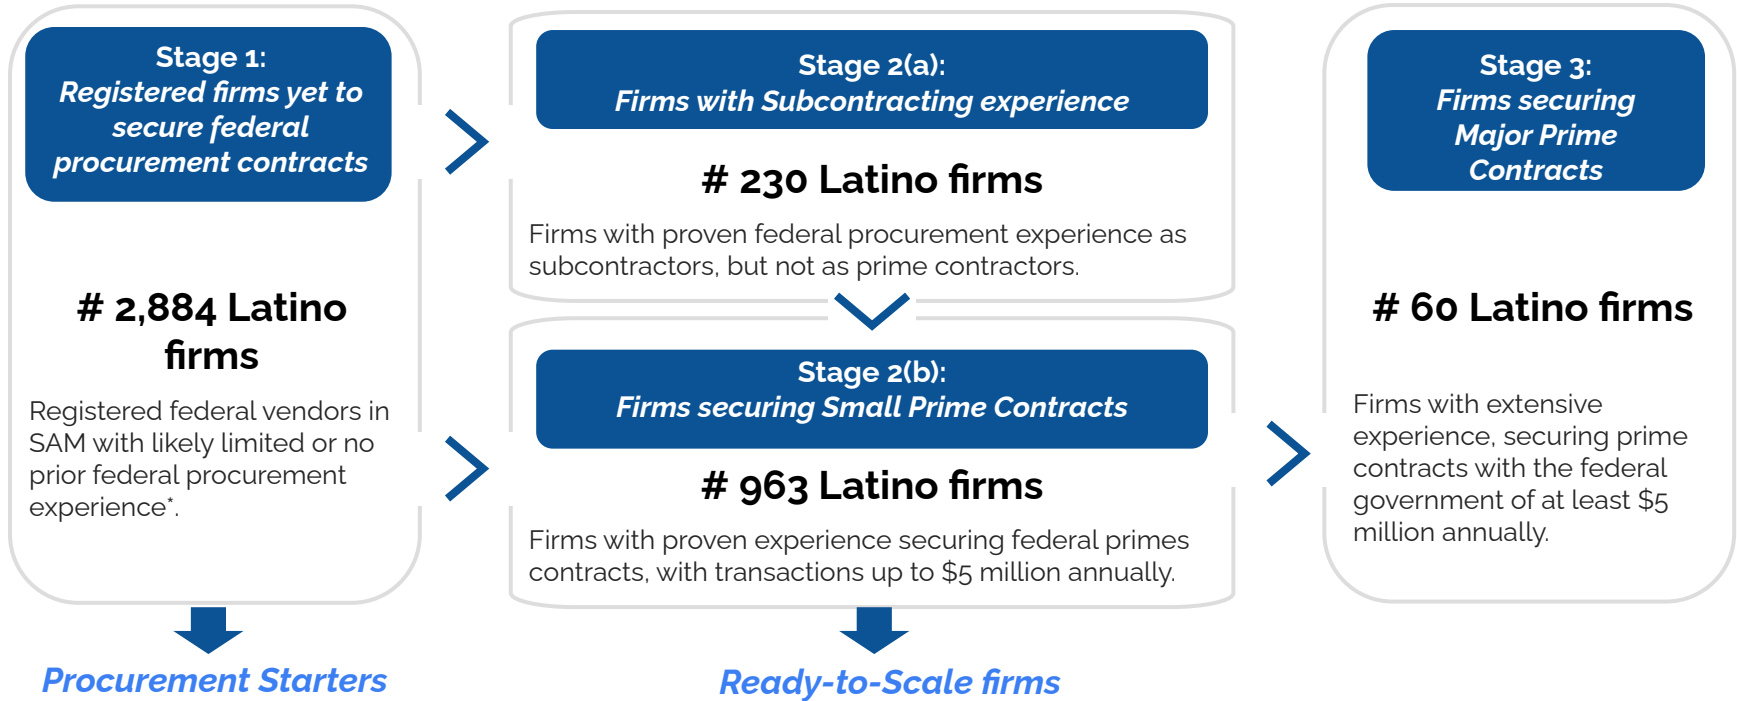 Stage 1:
Registered firms yet to
secure federal
procurement contracts
# 2,884 Latino
firms
Registered federal vendors in
SAM with likely limited or no
prior federal procurement
experience*.
Procurement Starters
Stage 2(a):
Firms with Subcontracting experience
# 230 Latino firms
Firms with proven federal procurement experience as
subcontractors, but not as prime contractors.
Stage 2(b):
Firms securing Small Prime Contracts
# 963 Latino firms
Firms with proven experience securing federal primes
contracts, with transactions up to $5 million annually.
Ready-to-Scale firms
Stage 3:
Firms securing
Major Prime
Contracts
# 60 Latino firms
Firms with extensive
experience, securing prime
contracts with the federal
government of at least $5
million annually.